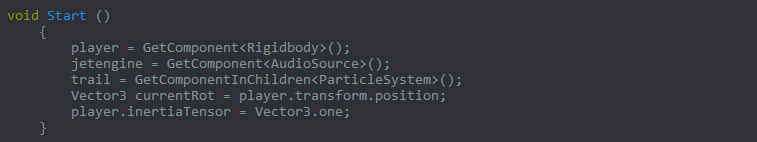 void Start ()
{
player = GetComponent<Rigidbody>();
jetengine = GetComponent<AudioSource>();
trail = GetComponentInChildren<ParticleSystem>();
Vector3 currentRot = player.transform.position;
player.inertiaTensor = Vector3.one;
}